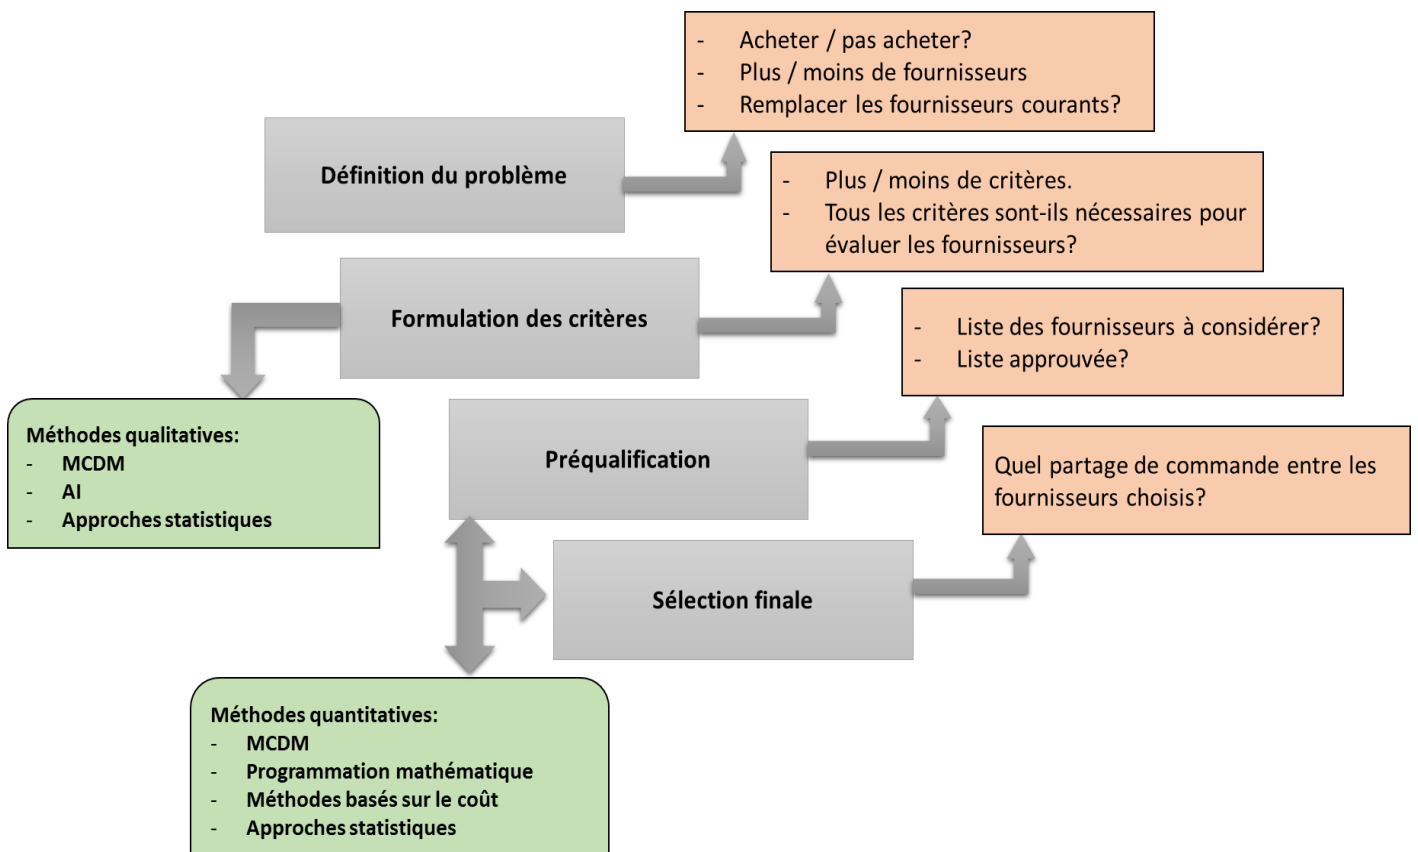 - Acheter / pas acheter?
- Plus / moins de fournisseurs
- Remplacer les fournisseurs courants?
Définition du problème
- Plus / moins de critères.
- Tous les critères sont-ils nécessaires pour
évaluer les fournisseurs?
Formulation des critères
- Liste des fournisseurs à considérer?
- Liste approuvée?
Méthodes qualitatives:
- MCDM
- AI
- Approches statistiques
Préqualification
Quel partage de commande entre les
fournisseurs choisis?
Sélection finale
Méthodes quantitatives:
- MCDM
- Programmation mathématique
- Méthodes basés sur le coût
- Approches statistiques